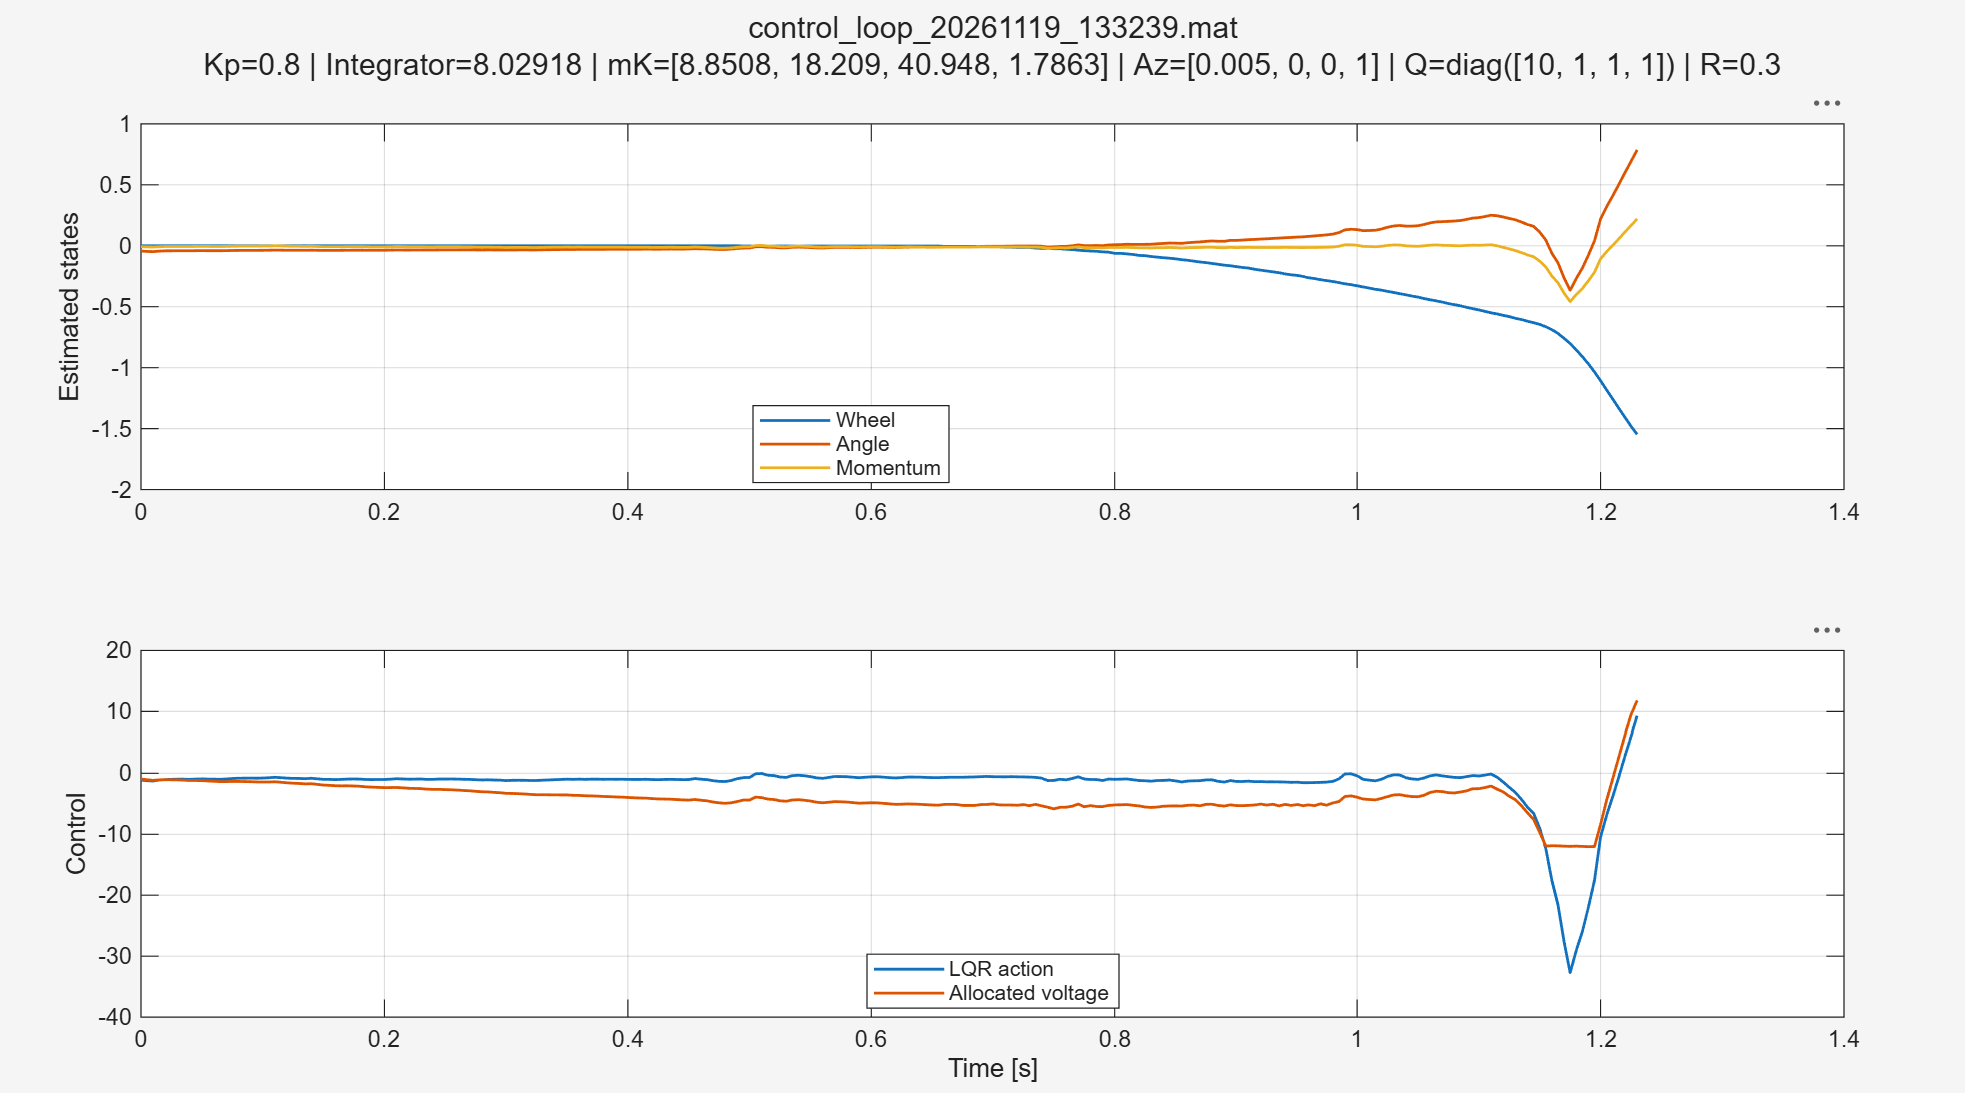 control_loop_20261119_133239.mat
Kp=0.8 | Integrator=8.02918 | mK=[8.8508, 18.209, 40.948, 1.7863] | Az=[0.005, 0, 0, 1] | Q=diag([10, 1, 1, 1]) | R=0.3
Estimated states
1
0.5
0
-0.5
-1
-1.5
-2
Wheel
Angle
Momentum
0 0.2 0.4 0.6 0.8 1 1.2 1.4
Control
20
10
0
-10
-20
-30
-40
LQR action
Allocated voltage
0 0.2 0.4 0.6 0.8 1 1.2 1.4
Time [s]